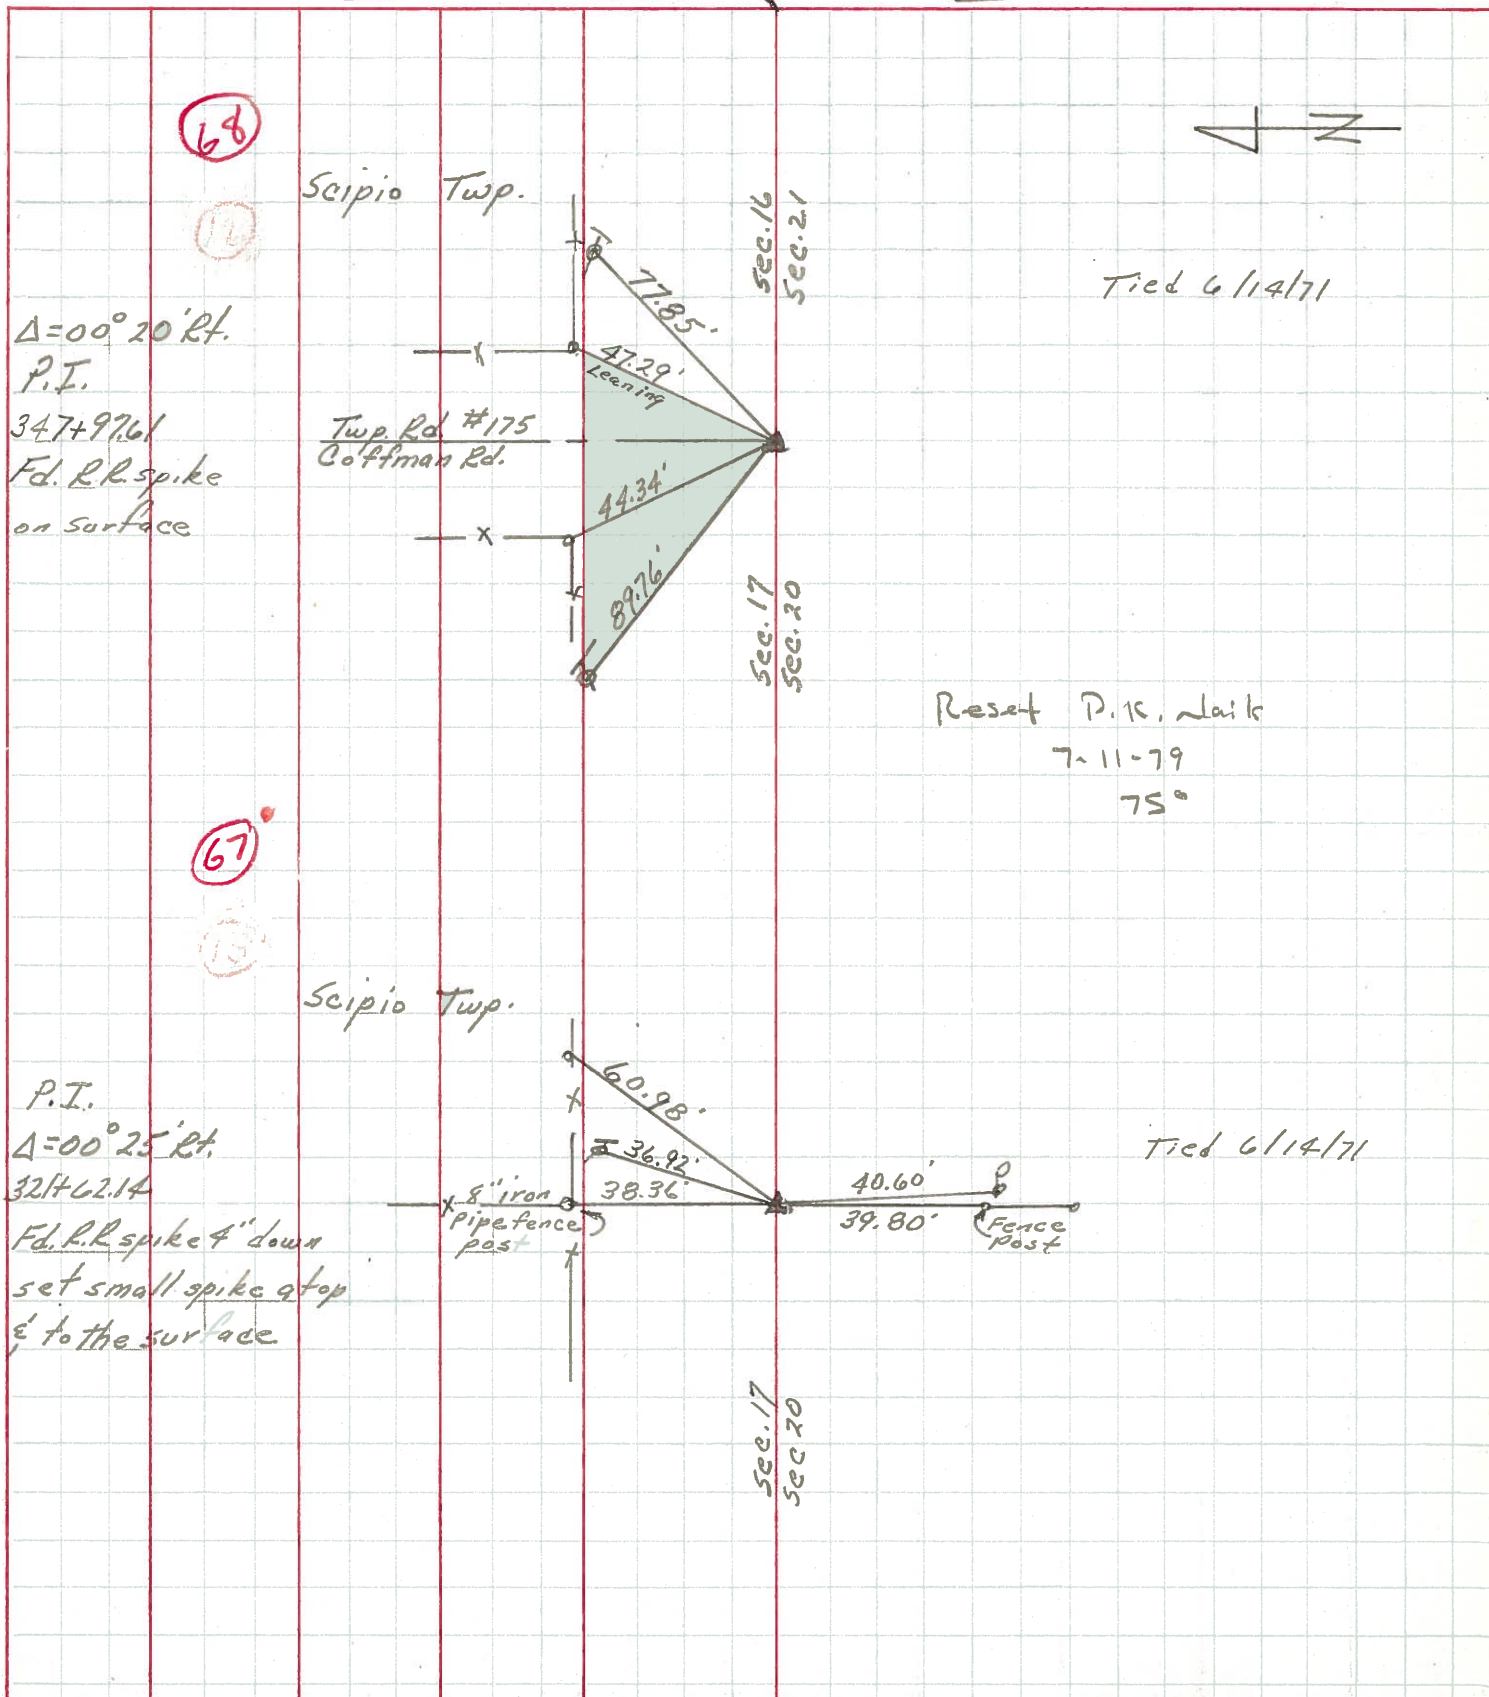 68
12
N
Scipio Twp.
Sec. 16
Sec. 21
Tied 6/14/71
Δ=00° 20' Rt.
P.I.
347+97.61
Fd. R.R. spike
on surface
77.85'
47.29'
Leaning
Twp. Rd. #175
Coffman Rd.
44.34'
89.76'
Sec. 17
Sec. 20
Reset P.K. Nail
7-11-79
75°
67
Scipio Twp.
P.I.
Δ=00° 25' Rt.
321+62.14
Fd. R.R spike 4" down
set small spike atop
& to the surface
60.98'
36.92'
38.36'
8" iron
pipe fence
post
40.60'
39.80'
Fence
Post
Tied 6/14/71
Sec. 17
Sec 20